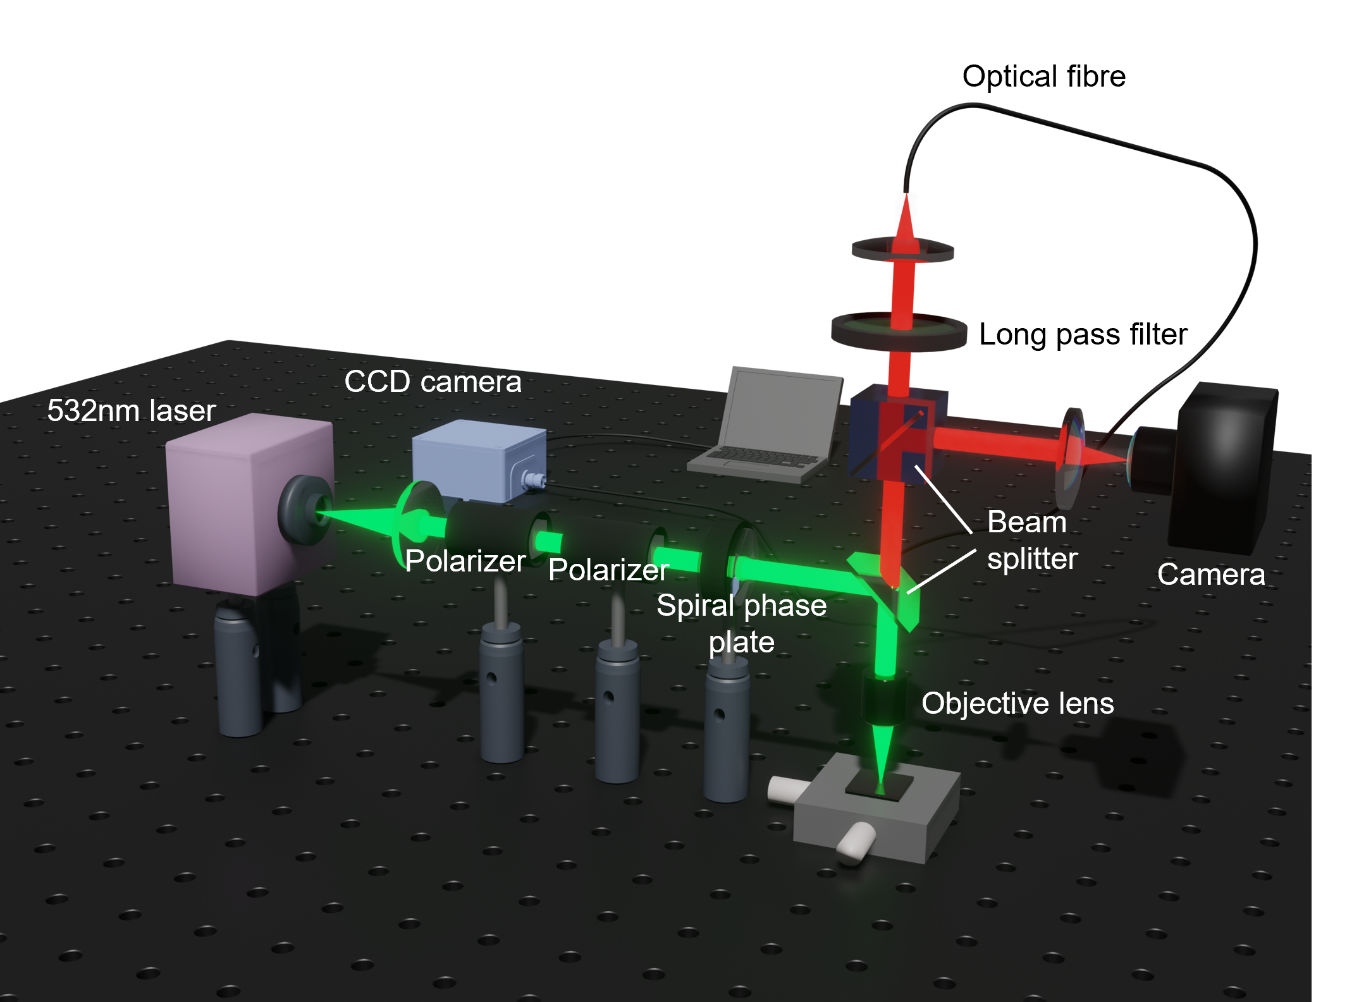 Optical fibre
Long pass filter
CCD camera
532nm laser
Beam
splitter
Camera
Polarizer
Polarizer
Spiral phase
plate
Objective lens